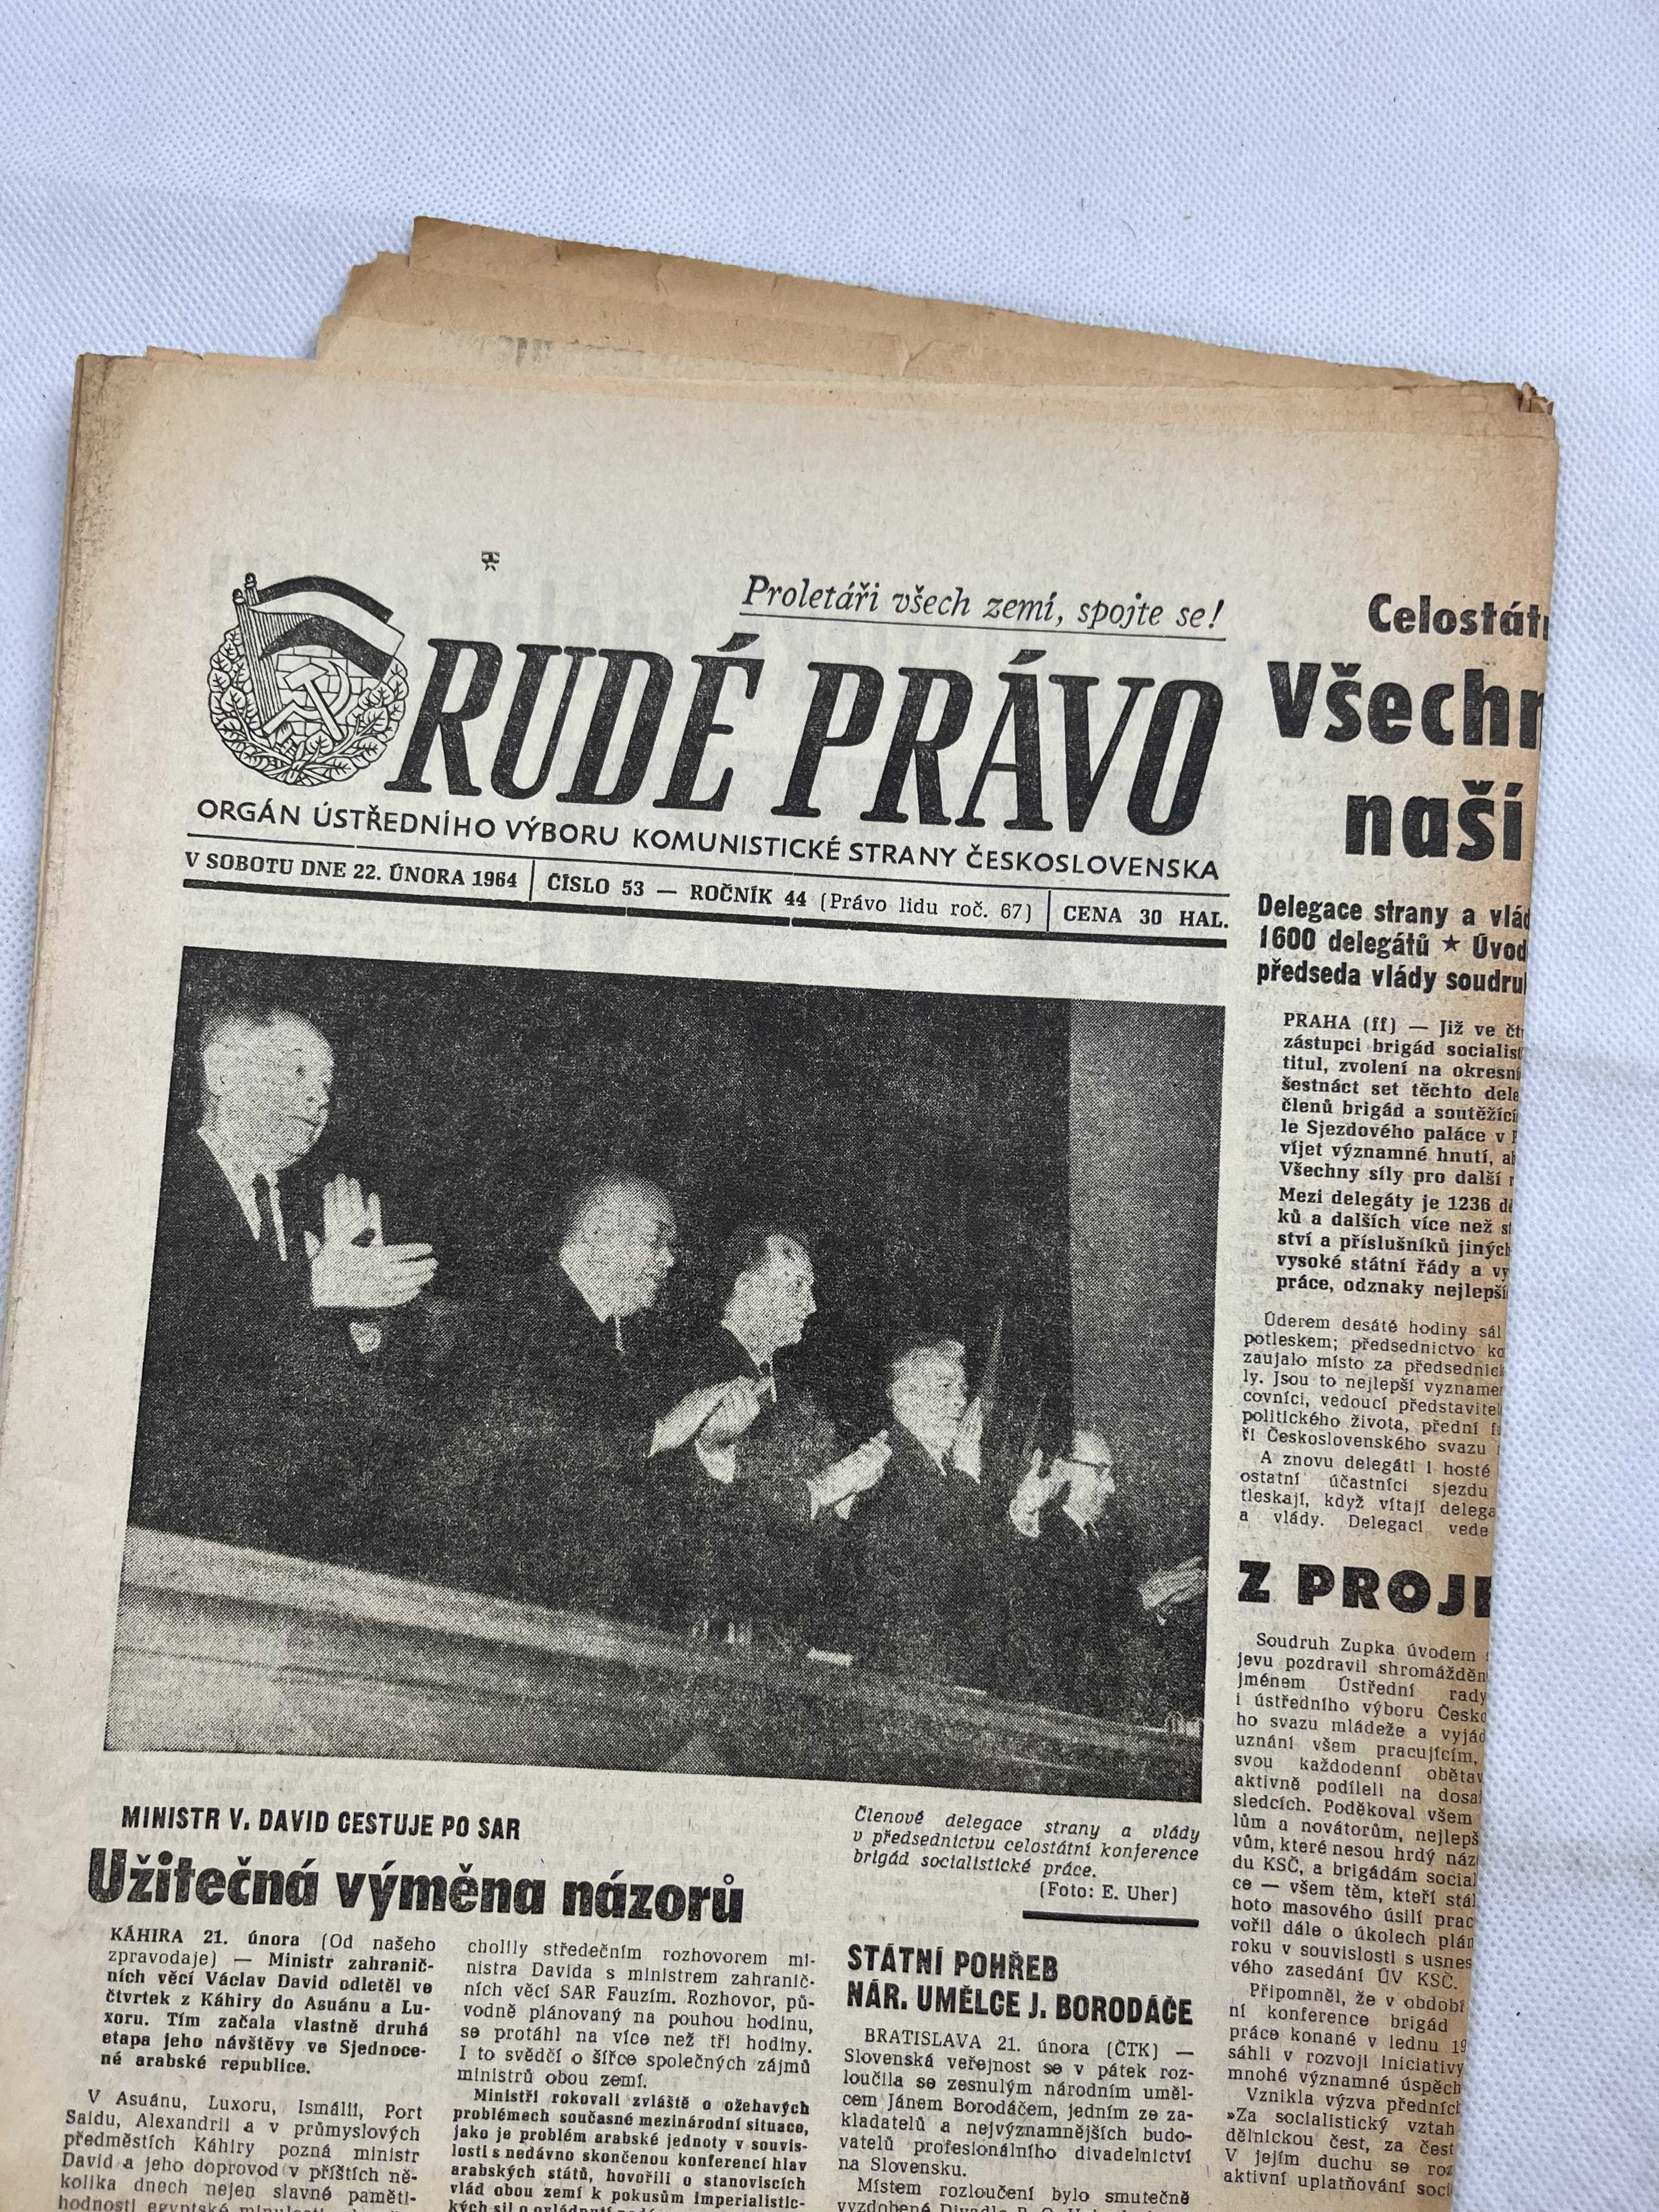 Proletáři všech zemí, spojte se!
RUDÉ PRÁVO
ORGÁN ÚSTŘEDNÍHO VÝBORU KOMUNISTICKÉ STRANY ČESKOSLOVENSKA
V SOBOTU DNE 22. ÚNORA 1964 ČÍSLO 53 — ROČNÍK 44 (Právo lidu roč. 67) CENA 30 HAL.
Členové delegace strany a vlády
v předsednictvu celostátní konference
brigád socialistické práce.
(Foto: E. Uher)
MINISTR V. DAVID CESTUJE PO SAR
Užitečná výměna názorů
KÁHIRA 21. února (Od našeho
zpravodaje) — Ministr zahranič-
ních věcí Václav David odletěl ve
čtvrtek z Káhiry do Asuánu a Lu-
xoru. Tím začala vlastně druhá
etapa jeho návštěvy ve Sjednoce-
né arabské republice.
V Asuánu, Luxoru, Ismálii, Port
Saidu, Alexandrii a v průmyslových
předměstích Káhiry pozná ministr
David a jeho doprovod v příštích ně-
kolika dnech nejen slavné paměti-
hodnosti egyptské
cholily středečním rozhovorem mi-
nistra Davida s ministrem zahranič-
ních věcí SAR Fauzím. Rozhovor, pů-
vodně plánovaný na pouhou hodinu,
se protáhl na více než tři hodiny.
I to svědčí o šířce společných zájmů
ministrů obou zemí.
Ministři rokovali zvláště o ožehavých
problémech současné mezinárodní situace,
jako je problém arabské jednoty v souvis-
losti s nedávno skončenou konferencí hlav
arabských států, hovořili o stanoviscích
vlád obou zemí k pokusům imperialistic-
kých sil o
STÁTNÍ POHŘEB
NÁR. UMĚLCE J. BORODÁČE
BRATISLAVA 21. února (ČTK) —
Slovenská veřejnost se v pátek roz-
loučila se zesnulým národním uměl-
cem Jánem Borodáčem, jedním ze za-
kladatelů a nejvýznamnějších budo-
vatelů profesionálního divadelnictví
na Slovensku.
Místem rozloučení bylo smutečně
Celostát
Všech
naší
Delegace strany a vlád
1600 delegátů ★ Úvod
předseda vlády soudru
PRAHA (ff) — Již ve čt
zástupci brigád socialist
titul, zvolení na okresní
šestnáct set těchto dele
členů brigád a soutěžící
le Sjezdového paláce v
víjet významné hnutí, a
Všechny síly pro další
Mezi delegáty je 1236 d
ků a dalších více než s
ství a příslušníků jiných
vysoké státní řády a vy
práce, odznaky nejlepší
Úderem desáté hodiny sál
potleskem; předsednictvo ko
zaujalo místo za předsednic
ly. Jsou to nejlepší vyzname
covníci, vedoucí představitel
politického života, přední
ři Československého svazu
A znovu delegáti i hosté
ostatní účastníci sjezdu
tleskají, když vítají delega
a vlády. Delegaci vede
Z PROJE
Soudruh Zupka úvodem
jevu pozdravil shromážděn
jménem Ústřední rady
i ústředního výboru Česko
ho svazu mládeže a vyjád
uznání všem pracujícím,
svou každodenní obětav
aktivně podíleli na dosa
sledcích. Poděkoval všem
lům a novátorům, nejlepš
vům, které nesou hrdý náz
du KSČ, a brigádám social
ce — všem těm, kteří stál
hoto masového úsilí prac
vořil dále o úkolech plán
roku v souvislosti s usnes
vého zasedání ÚV KSČ.
Připomněl, že v období
ní konference brigád
práce konané v lednu 19
sáhli v rozvoji iniciativy
mnohé významné úspěch
Vznikla výzva předních
»Za socialistický vztah
dělnickou čest, za čest
V jejím duchu se roz
aktivní uplatňování soci